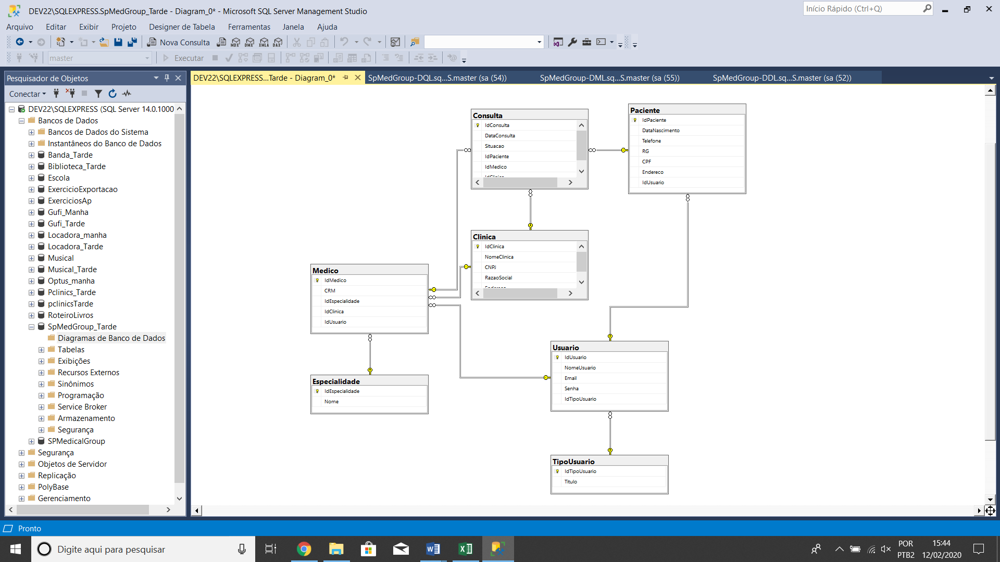 DEV22\SQLEXPRESS.SpMedGroup_Tarde - Diagram_0* - Microsoft SQL Server Management Studio
Início Rápido (Ctrl+Q)
Arquivo Editar Exibir Projeto Designer de Tabela Ferramentas Janela Ajuda
Nova Consulta MDX DMX XMLA DAX
master Executar
Pesquisador de Objetos
DEV22\SQLEXPRESS...Tarde - Diagram_0* SpMedGroup-DQL.sq...S.master (sa (54)) SpMedGroup-DML.sq...S.master (sa (55)) SpMedGroup-DDL.sq...S.master (sa (52))
Conectar
DEV22\SQLEXPRESS (SQL Server 14.0.1000
Bancos de Dados
Bancos de Dados do Sistema
Instantâneos do Banco de Dados
Banda_Tarde
Biblioteca_Tarde
Escola
ExercicioExportacao
ExerciciosAp
Gufi_Manha
Gufi_Tarde
Locadora_manha
Locadora_Tarde
Musical
Musical_Tarde
Optus_manha
Pclinics_Tarde
pclinicsTarde
RoteiroLivros
SpMedGroup_Tarde
Diagramas de Banco de Dados
Tabelas
Exibições
Recursos Externos
Sinônimos
Programação
Service Broker
Armazenamento
Segurança
SPMedicalGroup
Segurança
Objetos de Servidor
Replicação
PolyBase
Gerenciamento
Consulta
IdConsulta
DataConsulta
Situacao
IdPaciente
IdMedico
IdClinica
Paciente
IdPaciente
DataNascimento
Telefone
RG
CPF
Endereco
IdUsuario
Clinica
IdClinica
NomeClinica
CNPJ
RazaoSocial
Endereco
Medico
IdMedico
CRM
IdEspecialidade
IdClinica
IdUsuario
Especialidade
IdEspecialidade
Nome
Usuario
IdUsuario
NomeUsuario
Email
Senha
IdTipoUsuario
TipoUsuario
IdTipoUsuario
Titulo
Pronto
Digite aqui para pesquisar
POR
PTB2
15:44
12/02/2020